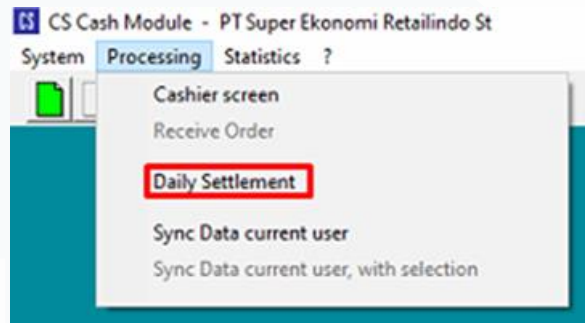 CS CS Cash Module - PT Super Ekonomi Retailindo St
System Processing Statistics ?
Cashier screen
Receive Order
Daily Settlement
Sync Data current user
Sync Data current user, with selection